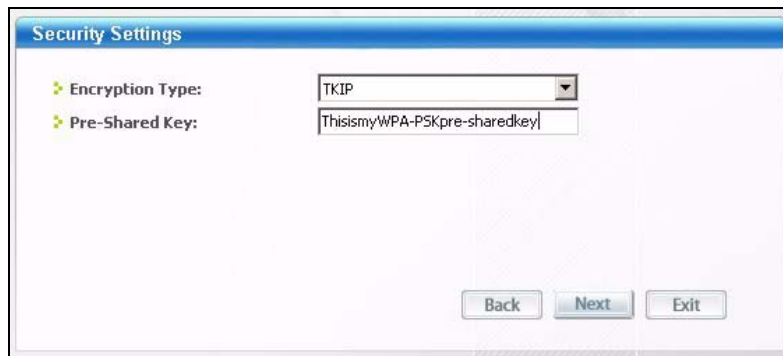 Security Settings
Encryption Type: TKIP
Pre-Shared Key: ThisismyWPA-PSKpre-sharedkey
Back Next Exit